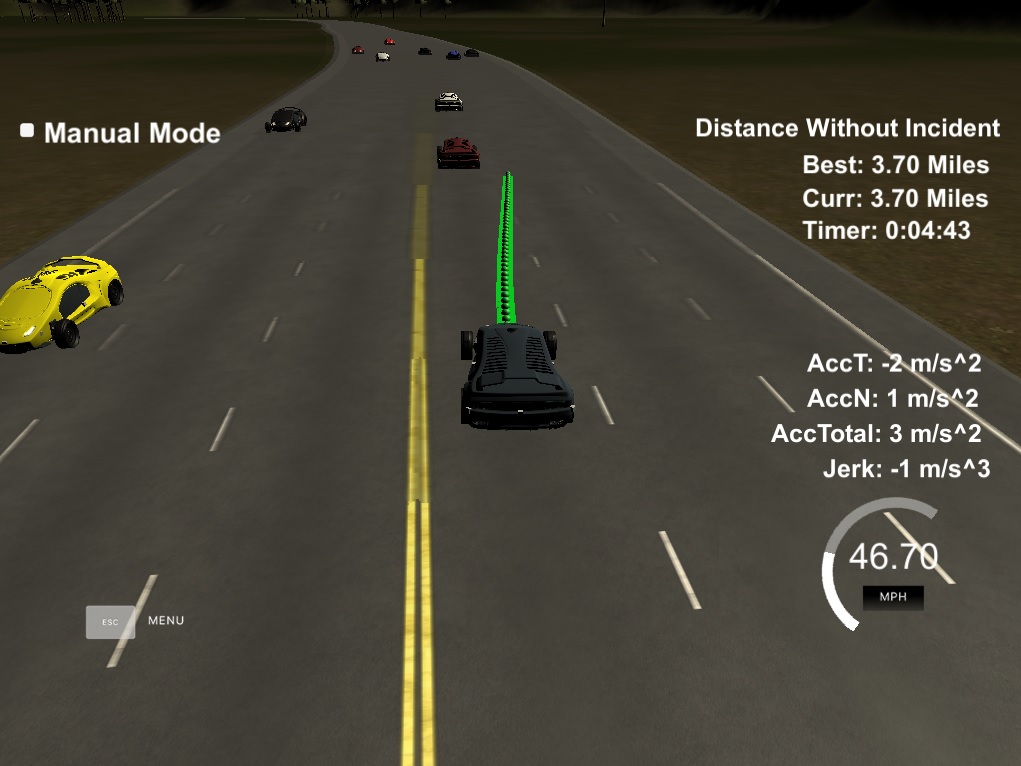 Manual Mode
Distance Without Incident
Best: 3.70 Miles
Curr: 3.70 Miles
Timer: 0:04:43
AccT: -2 m/s^2
AccN: 1 m/s^2
AccTotal: 3 m/s^2
Jerk: -1 m/s^3
46.70
MPH
ESC MENU